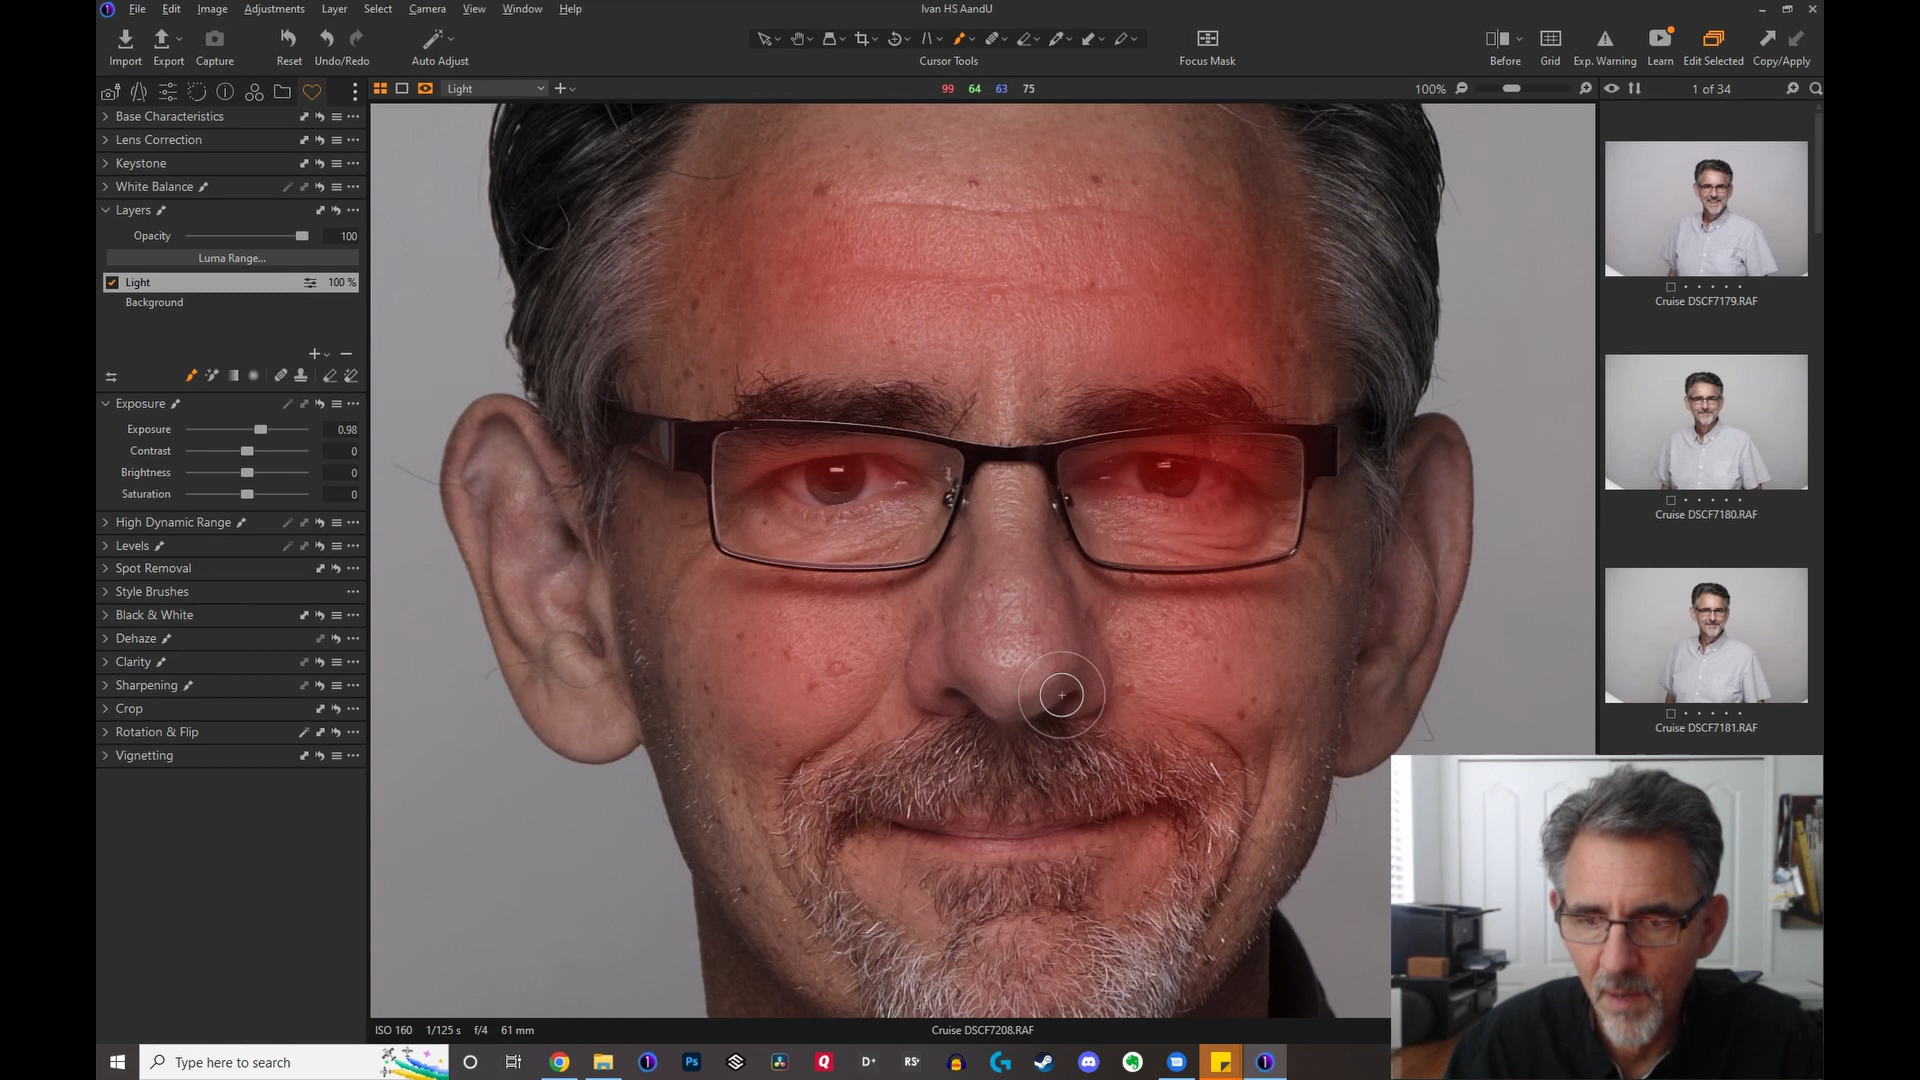 File Edit Image Adjustments Layer Select Camera View Window Help
Ivan HS AandU
Import Export Capture Reset Undo/Redo Auto Adjust Cursor Tools Focus Mask Before Grid Exp. Warning Learn Edit Selected Copy/Apply
Light
99 64 63 75
100%
1 of 34
Base Characteristics
Lens Correction
Keystone
White Balance
Layers
Opacity 100
Luma Range...
Light 100 %
Background
Exposure
Exposure 0.98
Contrast 0
Brightness 0
Saturation 0
High Dynamic Range
Levels
Spot Removal
Style Brushes
Black & White
Dehaze
Clarity
Sharpening
Crop
Rotation & Flip
Vignetting
Cruise DSCF7179.RAF
Cruise DSCF7180.RAF
Cruise DSCF7181.RAF
ISO 160 1/125 s f/4 61 mm
Cruise DSCF7208.RAF
Type here to search
Ps
D+
RS+